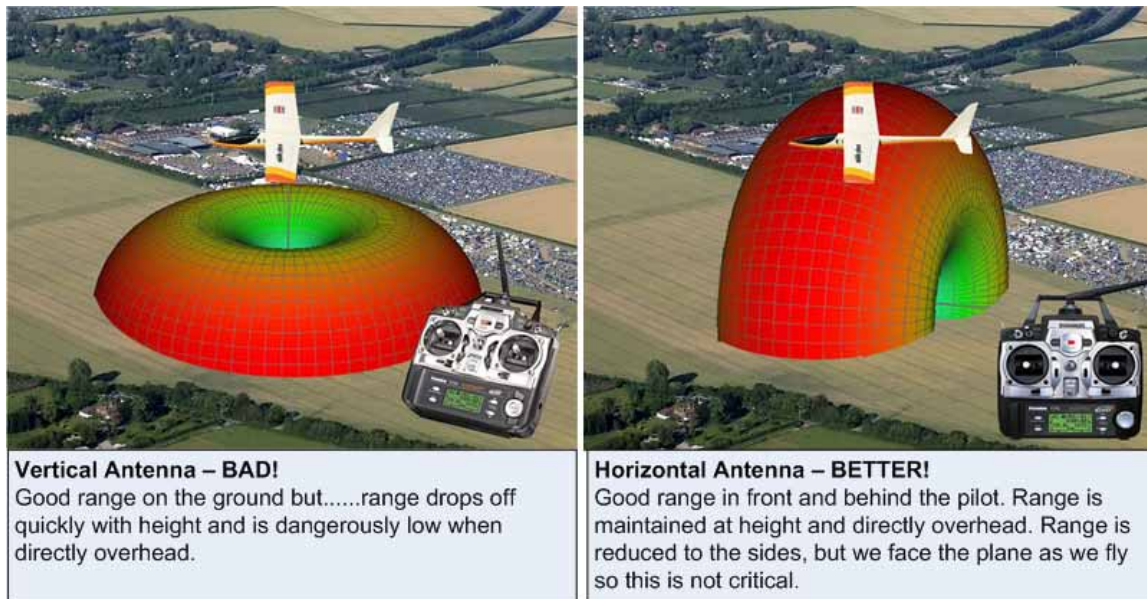 Vertical Antenna – BAD!
Good range on the ground but......range drops off
quickly with height and is dangerously low when
directly overhead.
Horizontal Antenna – BETTER!
Good range in front and behind the pilot. Range is
maintained at height and directly overhead. Range is
reduced to the sides, but we face the plane as we fly
so this is not critical.